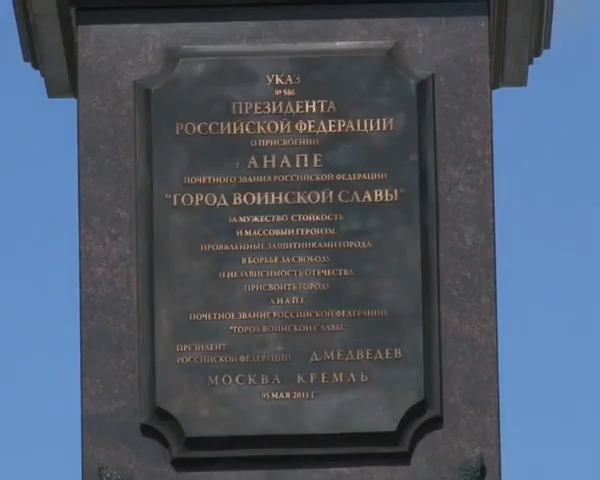 УКАЗ
№ 586
ПРЕЗИДЕНТА
РОССИЙСКОЙ ФЕДЕРАЦИИ
О ПРИСВОЕНИИ
г. АНАПЕ
ПОЧЁТНОГО ЗВАНИЯ РОССИЙСКОЙ ФЕДЕРАЦИИ
"ГОРОД ВОИНСКОЙ СЛАВЫ"
ЗА МУЖЕСТВО СТОЙКОСТЬ
И МАССОВЫЙ ГЕРОИЗМ,
ПРОЯВЛЕННЫЕ ЗАЩИТНИКАМИ ГОРОДА
В БОРЬБЕ ЗА СВОБОДУ
И НЕЗАВИСИМОСТЬ ОТЕЧЕСТВА,
ПРИСВОИТЬ ГОРОДУ
АНАПЕ
ПОЧЕТНОЕ ЗВАНИЕ РОССИЙСКОЙ ФЕДЕРАЦИИ
"ГОРОД ВОИНСКОЙ СЛАВЫ"
ПРЕЗИДЕНТ
РОССИЙСКОЙ ФЕДЕРАЦИИ Д.МЕДВЕДЕВ
МОСКВА. КРЕМЛЬ
05 МАЯ 2011 Г